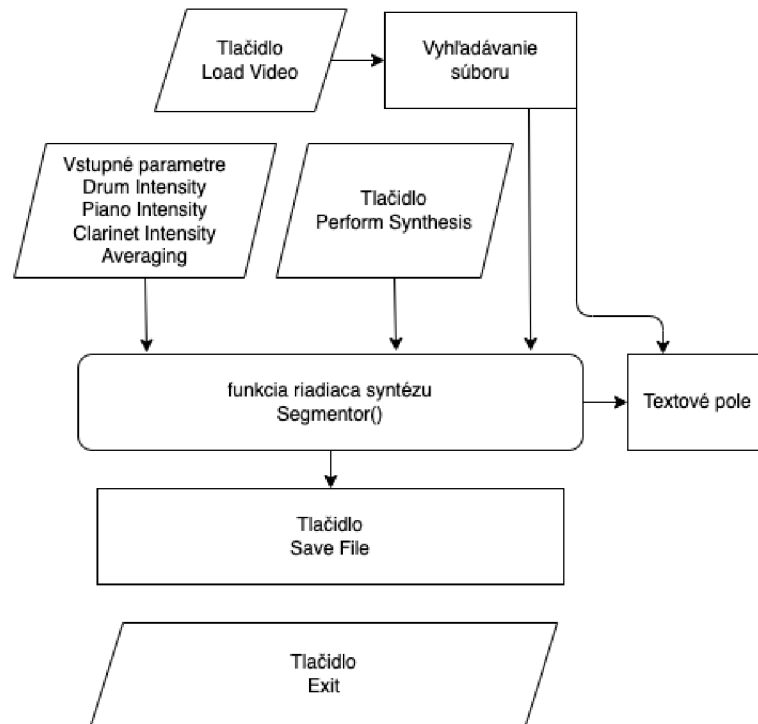 Tlačidlo
Load Video
Vyhľadávanie
súboru
Vstupné parametre
Drum Intensity
Piano Intensity
Clarinet Intensity
Averaging
Tlačidlo
Perform Synthesis
funkcia riadiaca syntézu
Segmentor()
Textové pole
Tlačidlo
Save File
Tlačidlo
Exit